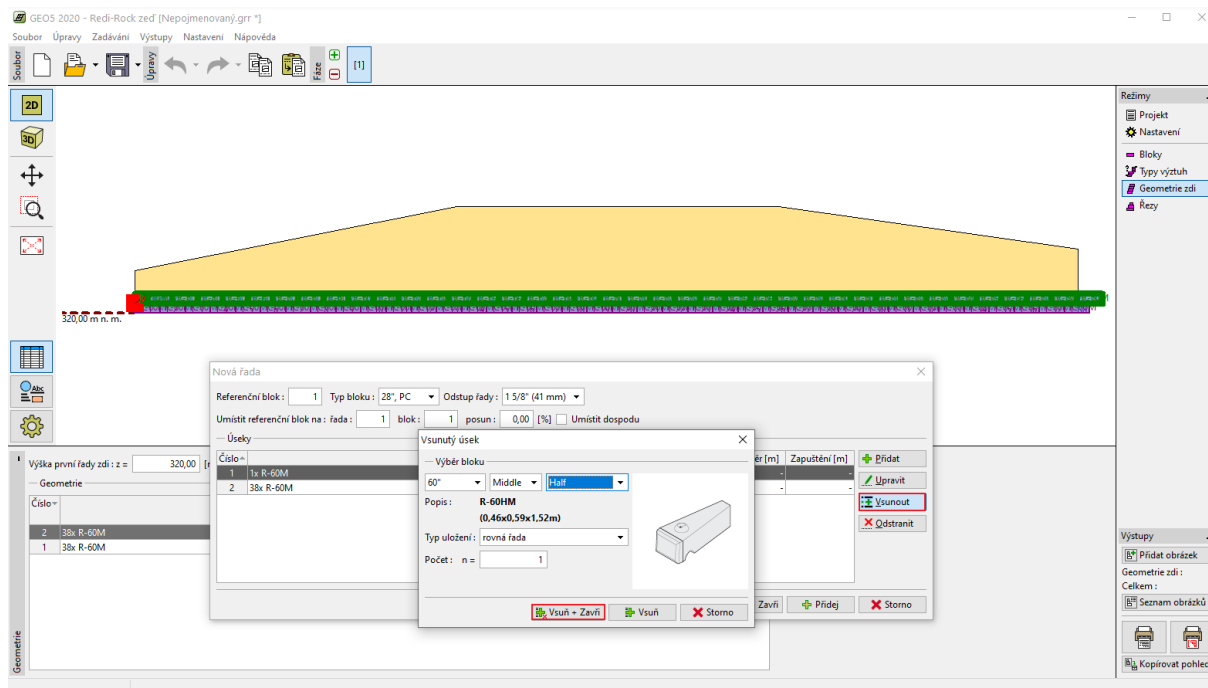 GEO5 2020 - Redi-Rock zeď [Nepojmenovaný.grr *]
Soubor Úpravy Zadávání Výstupy Nastavení Nápověda
Soubor
Úpravy
Fáze
[1]
2D
3D
320,00 m n. m.
Režimy
Projekt
Nastavení
Bloky
Typy výztuh
Geometrie zdi
Řezy
Abc
Nová řada
Referenční blok : 1 Typ bloku : 28", PC Odstup řady : 1 5/8" (41 mm)
Umístit referenční blok na : řada : 1 blok : 1 posun : 0,00 [%] Umístit dospodu
Úseky
Číslo
Zapuštění [m]
1 1x R-60M - -
2 38x R-60M - -
Přidat
Upravit
Vsunout
Odstranit
Zavři Přidej Storno
Vsunutý úsek
Výběr bloku
60" Middle Half
Popis : R-60HM
(0,46x0,59x1,52m)
Typ uložení : rovná řada
Počet : n = 1
Vsuň + Zavři Vsuň Storno
Výška první řady zdi : z = 320,00
Geometrie
Číslo
2 38x R-60M
1 38x R-60M
Geometrie
Výstupy
Přidat obrázek
Geometrie zdi :
Celkem :
Seznam obrázků
Kopírovat pohled